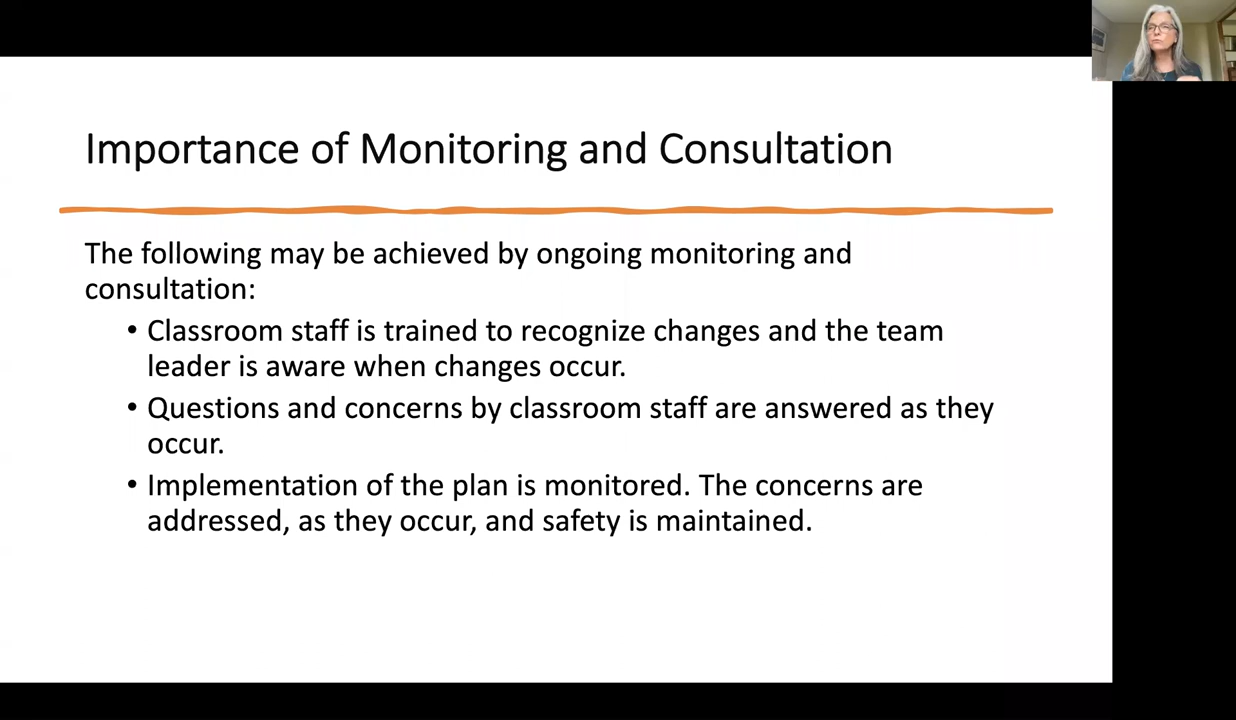 Importance of Monitoring and Consultation
The following may be achieved by ongoing monitoring and
consultation:
• Classroom staff is trained to recognize changes and the team
leader is aware when changes occur.
• Questions and concerns by classroom staff are answered as they
occur.
• Implementation of the plan is monitored. The concerns are
addressed, as they occur, and safety is maintained.